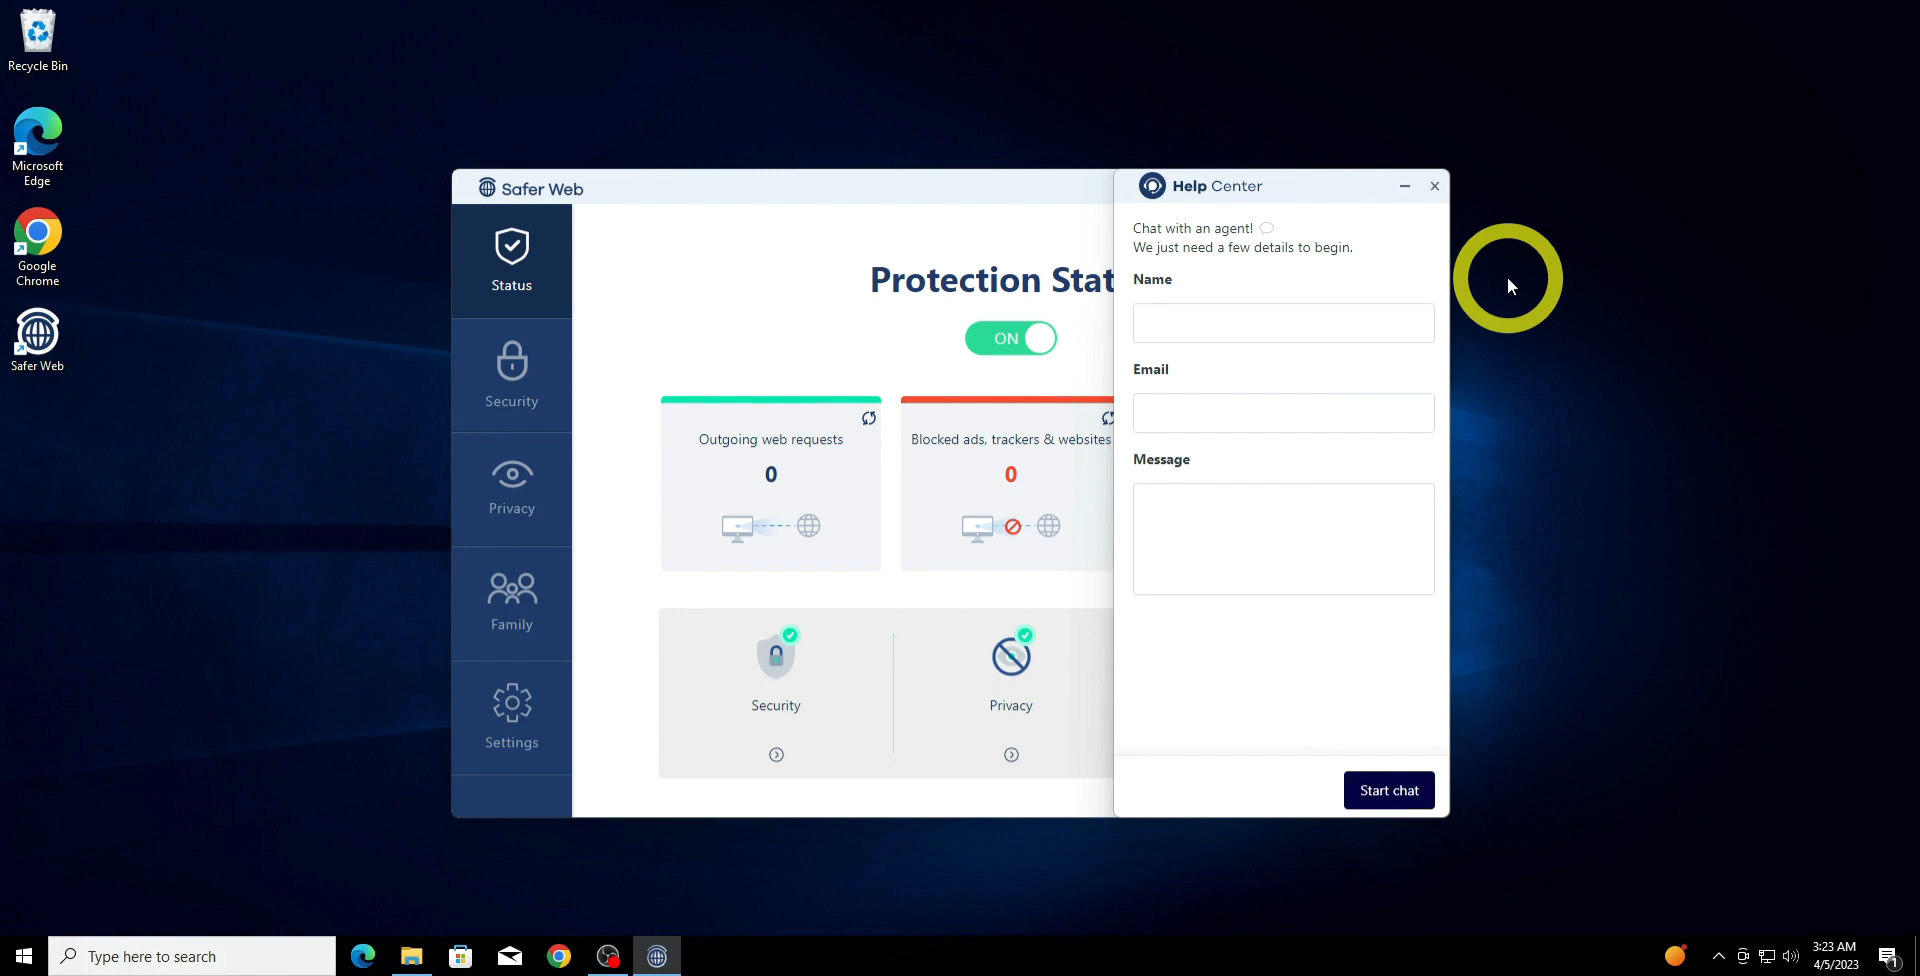 Recycle Bin
Microsoft
Edge
Google
Chrome
Safer Web
Safer Web
Status
Security
Privacy
Family
Settings
Protection Stat
ON
Outgoing web requests
0
Blocked ads, trackers & websites
0
Security
Privacy
Help Center
Chat with an agent!
We just need a few details to begin.
Name
Email
Message
Start chat
Type here to search
3:23 AM
4/5/2023
1